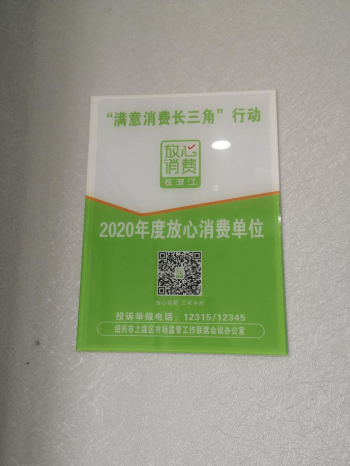 “满意消费长三角”行动
放心
消费
在浙江
2020年度放心消费单位
投诉举报电话：12315/12345
绍兴市上虞区市场监管工作联席会议办公室